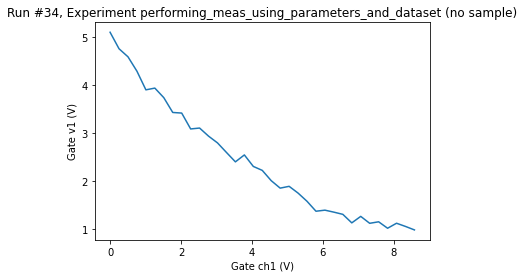 Run #34, Experiment performing_meas_using_parameters_and_dataset (no sample)
5
4
3
2
1
Gate v1 (V)
0 2 4 6 8
Gate ch1 (V)